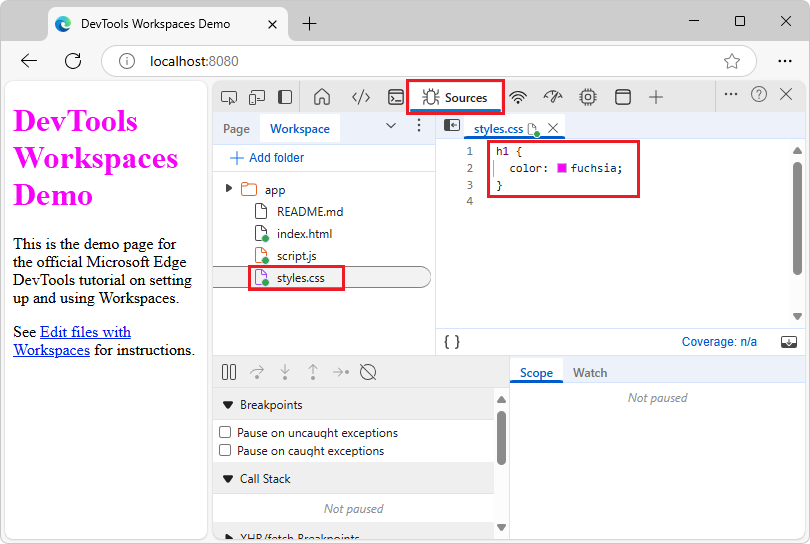 DevTools Workspaces Demo
localhost:8080
DevTools
Workspaces
Demo
This is the demo page for
the official Microsoft Edge
DevTools tutorial on setting
up and using Workspaces.
See Edit files with
Workspaces for instructions.
Sources
Page
Workspace
Add folder
app
README.md
index.html
script.js
styles.css
styles.css
1 h1 {
2 color: fuchsia;
3 }
4
{ }
Coverage: n/a
Breakpoints
Pause on uncaught exceptions
Pause on caught exceptions
Call Stack
Not paused
XHR/fetch Breakpoints
Scope
Watch
Not paused